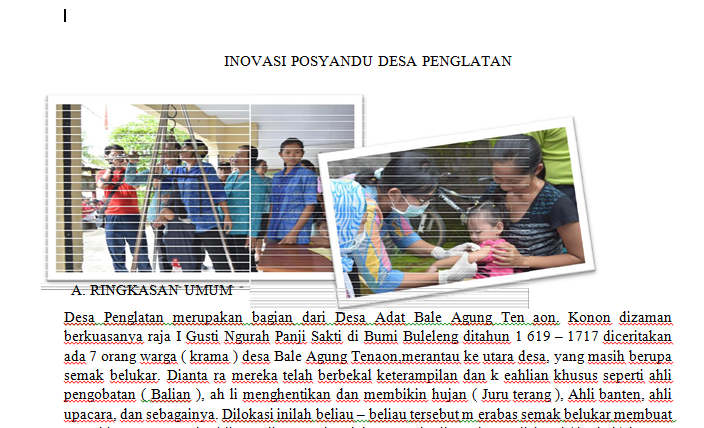 INOVASI POSYANDU DESA PENGLATAN
A. RINGKASAN UMUM
Desa Penglatan merupakan bagian dari Desa Adat Bale Agung Ten aon. Konon dizaman
berkuasanya raja I Gusti Ngurah Panji Sakti di Bumi Buleleng ditahun 1 619 – 1717 diceritakan
ada 7 orang warga ( krama ) desa Bale Agung Tenaon merantau ke utara desa, yang masih berupa
semak belukar. Dianta ra mereka telah berbekal keterampilan dan k eahlian khusus seperti ahli
pengobatan ( Balian ), ah li menghentikan dan membikin hujan ( Juru terang ), Ahli banten, ahli
upacara, dan sebagainya. Dilokasi inilah beliau – beliau tersebut m erabas semak belukar membuat